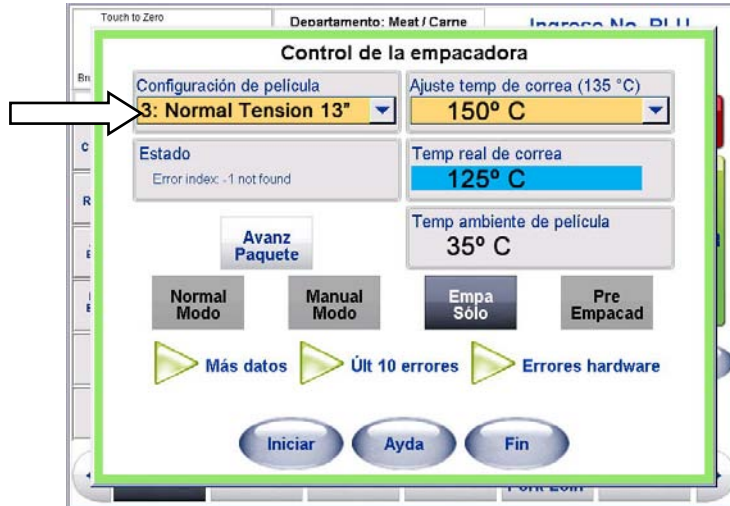 Touch to Zero
Departamento: Meat / Carne
Ingrese No. PLU
Control de la empacadora
Configuración de película
3: Normal Tension 13"
Ajuste temp de correa (135 °C)
150º C
Estado
Error index: -1 not found
Temp real de correa
125º C
Temp ambiente de película
35º C
Avanz
Paquete
Normal
Modo
Manual
Modo
Empa
Sólo
Pre
Empacad
Más datos
Últ 10 errores
Errores hardware
Iniciar
Ayda
Fin